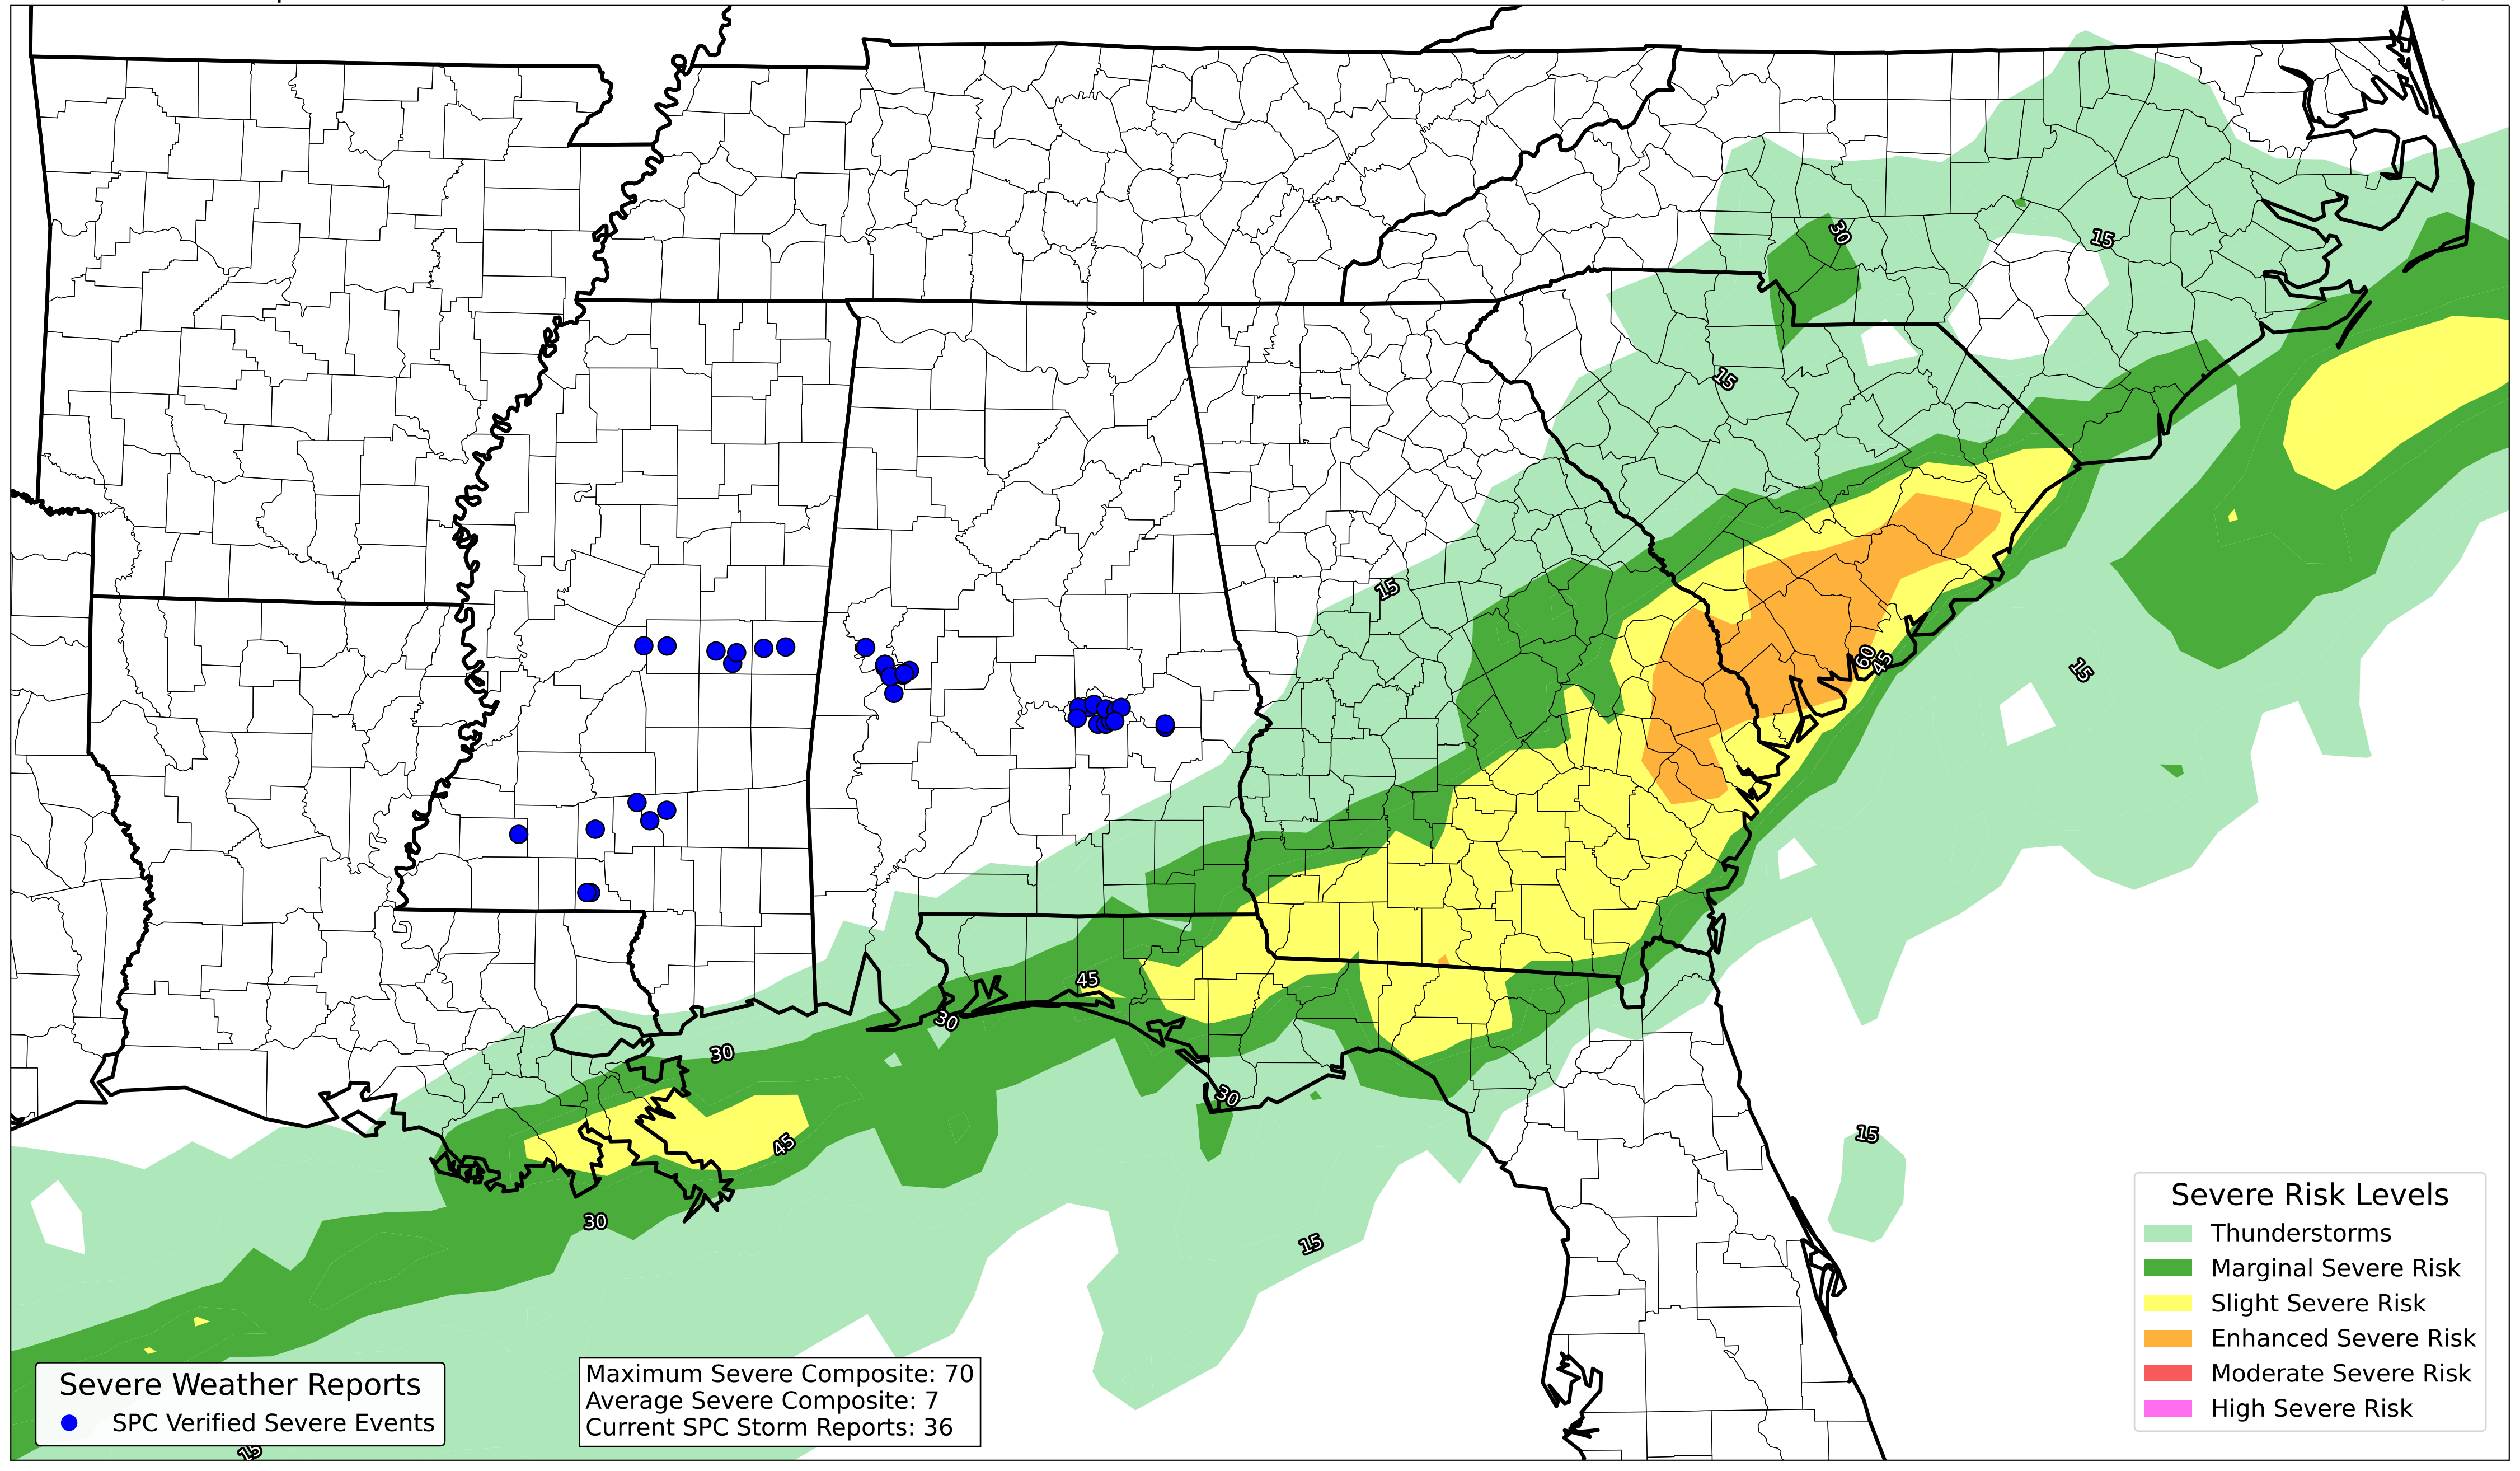 30
15
15
15
60
45
15
45
30
30
30
45
15
30
15
15
Severe Risk Levels
Thunderstorms
Marginal Severe Risk
Slight Severe Risk
Enhanced Severe Risk
Moderate Severe Risk
High Severe Risk
Severe Weather Reports
SPC Verified Severe Events
Maximum Severe Composite: 70
Average Severe Composite: 7
Current SPC Storm Reports: 36